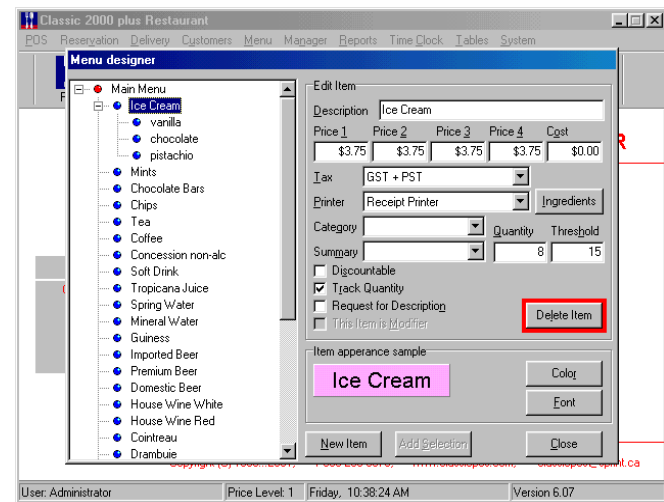 Classic 2000 plus Restaurant
POS Reservation Delivery Customers Menu Manager Reports Time Clock Tables System
Menu designer
Main Menu
Ice Cream
vanilla
chocolate
pistachio
Mints
Chocolate Bars
Chips
Tea
Coffee
Concession non-alc
Soft Drink
Tropicana Juice
Spring Water
Mineral Water
Guiness
Imported Beer
Premium Beer
Domestic Beer
House Wine White
House Wine Red
Cointreau
Drambuie
Edit Item
Description Ice Cream
Price 1 Price 2 Price 3 Price 4 Cost
$3.75 $3.75 $3.75 $3.75 $0.00
Tax GST + PST
Printer Receipt Printer Ingredients
Category Quantity Threshold
Summary 8 15
Discountable
Track Quantity
Request for Description
This Item is Modifier
Delete Item
Item apperance sample
Ice Cream
Color
Font
New Item Add Selection Close
User: Administrator Price Level: 1 Friday, 10:38:24 AM Version 6.07